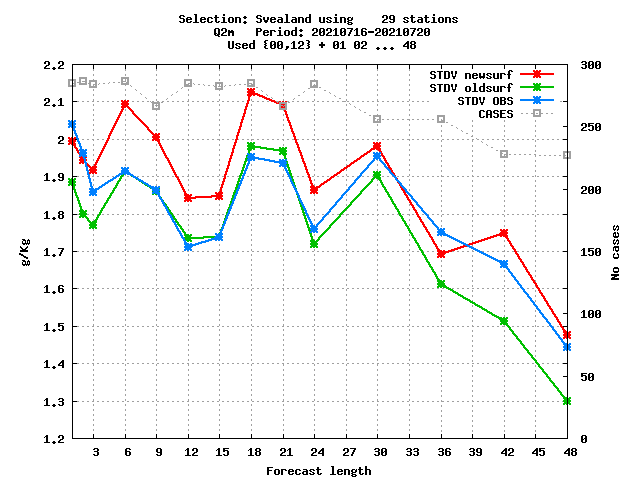 Selection: Svealand using    29 stations
Q2m   Period: 20210716-20210720
Used {00,12} + 01 02 ... 48
2.2
2.1
2
1.9
1.8
1.7
1.6
1.5
1.4
1.3
1.2
g/Kg
STDV newsurf
STDV oldsurf
STDV OBS
CASES
300
250
200
150
100
50
0
No cases
3 6 9 12 15 18 21 24 27 30 33 36 39 42 45 48
Forecast length